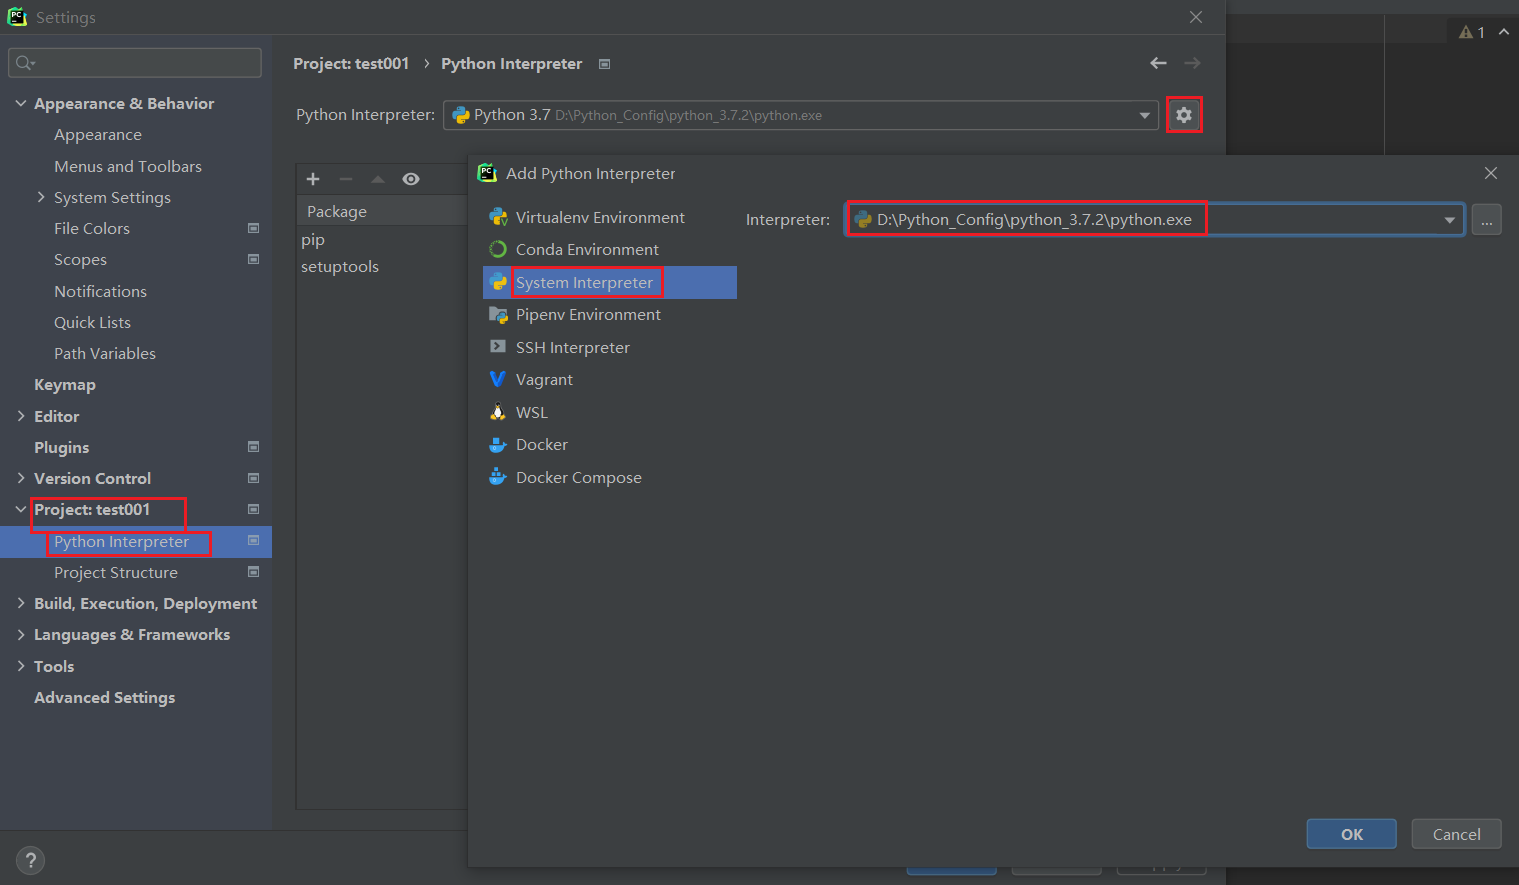 Settings
1
Project: test001 › Python Interpreter
Python Interpreter: Python 3.7 D:\Python_Config\python_3.7.2\python.exe
Appearance & Behavior
Appearance
Menus and Toolbars
System Settings
File Colors
Scopes
Notifications
Quick Lists
Path Variables
Keymap
Editor
Plugins
Version Control
Project: test001
Python Interpreter
Project Structure
Build, Execution, Deployment
Languages & Frameworks
Tools
Advanced Settings
?
Package
pip
setuptools
Add Python Interpreter
Virtualenv Environment
Conda Environment
System Interpreter
Pipenv Environment
SSH Interpreter
Vagrant
WSL
Docker
Docker Compose
Interpreter: D:\Python_Config\python_3.7.2\python.exe
...
OK
Cancel